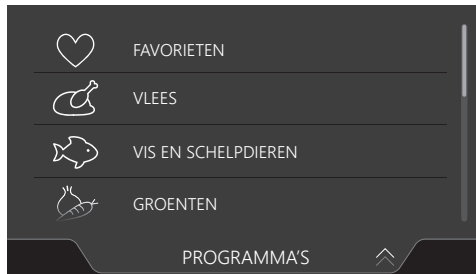 FAVORIETEN
VLEES
VIS EN SCHELPDIEREN
GROENTEN
PROGRAMMA'S